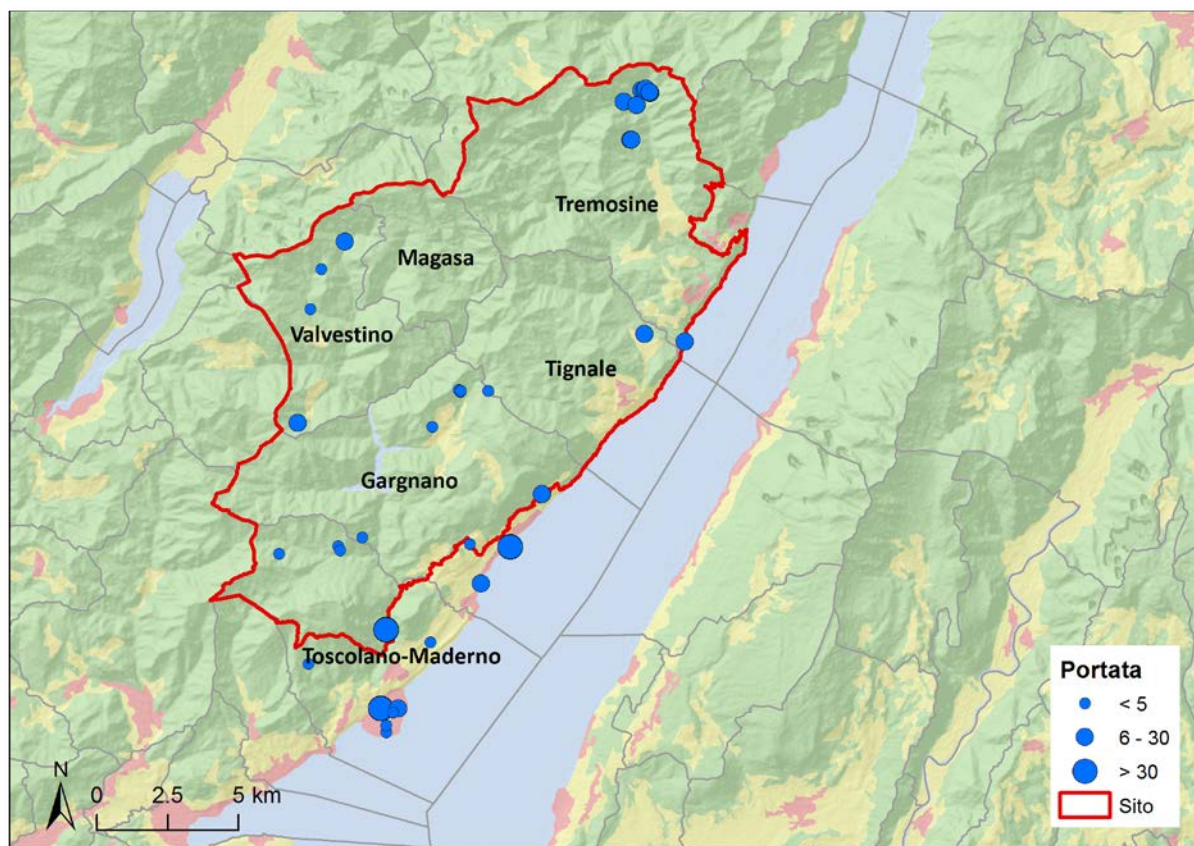 Tremosine
Magasa
Valvestino
Tignale
Gargnano
Toscolano-Maderno
N
0 2.5 5 km
Portata
< 5
6 - 30
> 30
Sito